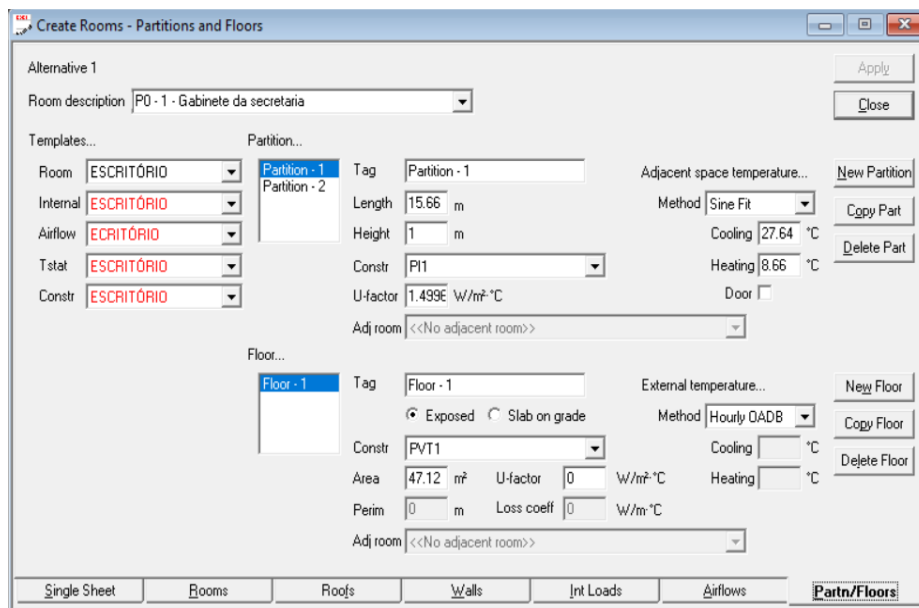 Create Rooms - Partitions and Floors
Alternative 1
Apply
Room description P0 - 1 - Gabinete da secretaria
Close
Templates...
Partition...
Room ESCRITÓRIO
Partition - 1
Tag Partition - 1
Adjacent space temperature...
New Partition
Partition - 2
Internal ESCRITÓRIO
Length 15.66 m
Method Sine Fit
Copy Part
Airflow ECRITÓRIO
Height 1 m
Cooling 27.64 °C
Delete Part
Tstat ESCRITÓRIO
Constr PI1
Heating 8.66 °C
Constr ESCRITÓRIO
U-factor 1.4996 W/m²·°C
Door
Adj room <<No adjacent room>>
Floor...
Floor - 1
Tag Floor - 1
External temperature...
New Floor
Exposed Slab on grade
Method Hourly OADB
Copy Floor
Constr PVT1
Cooling °C
Delete Floor
Area 47.12 m² U-factor 0 W/m²·°C
Heating °C
Perim 0 m Loss coeff 0 W/m·°C
Adj room <<No adjacent room>>
Single Sheet Rooms Roofs Walls Int Loads Airflows Partn/Floors